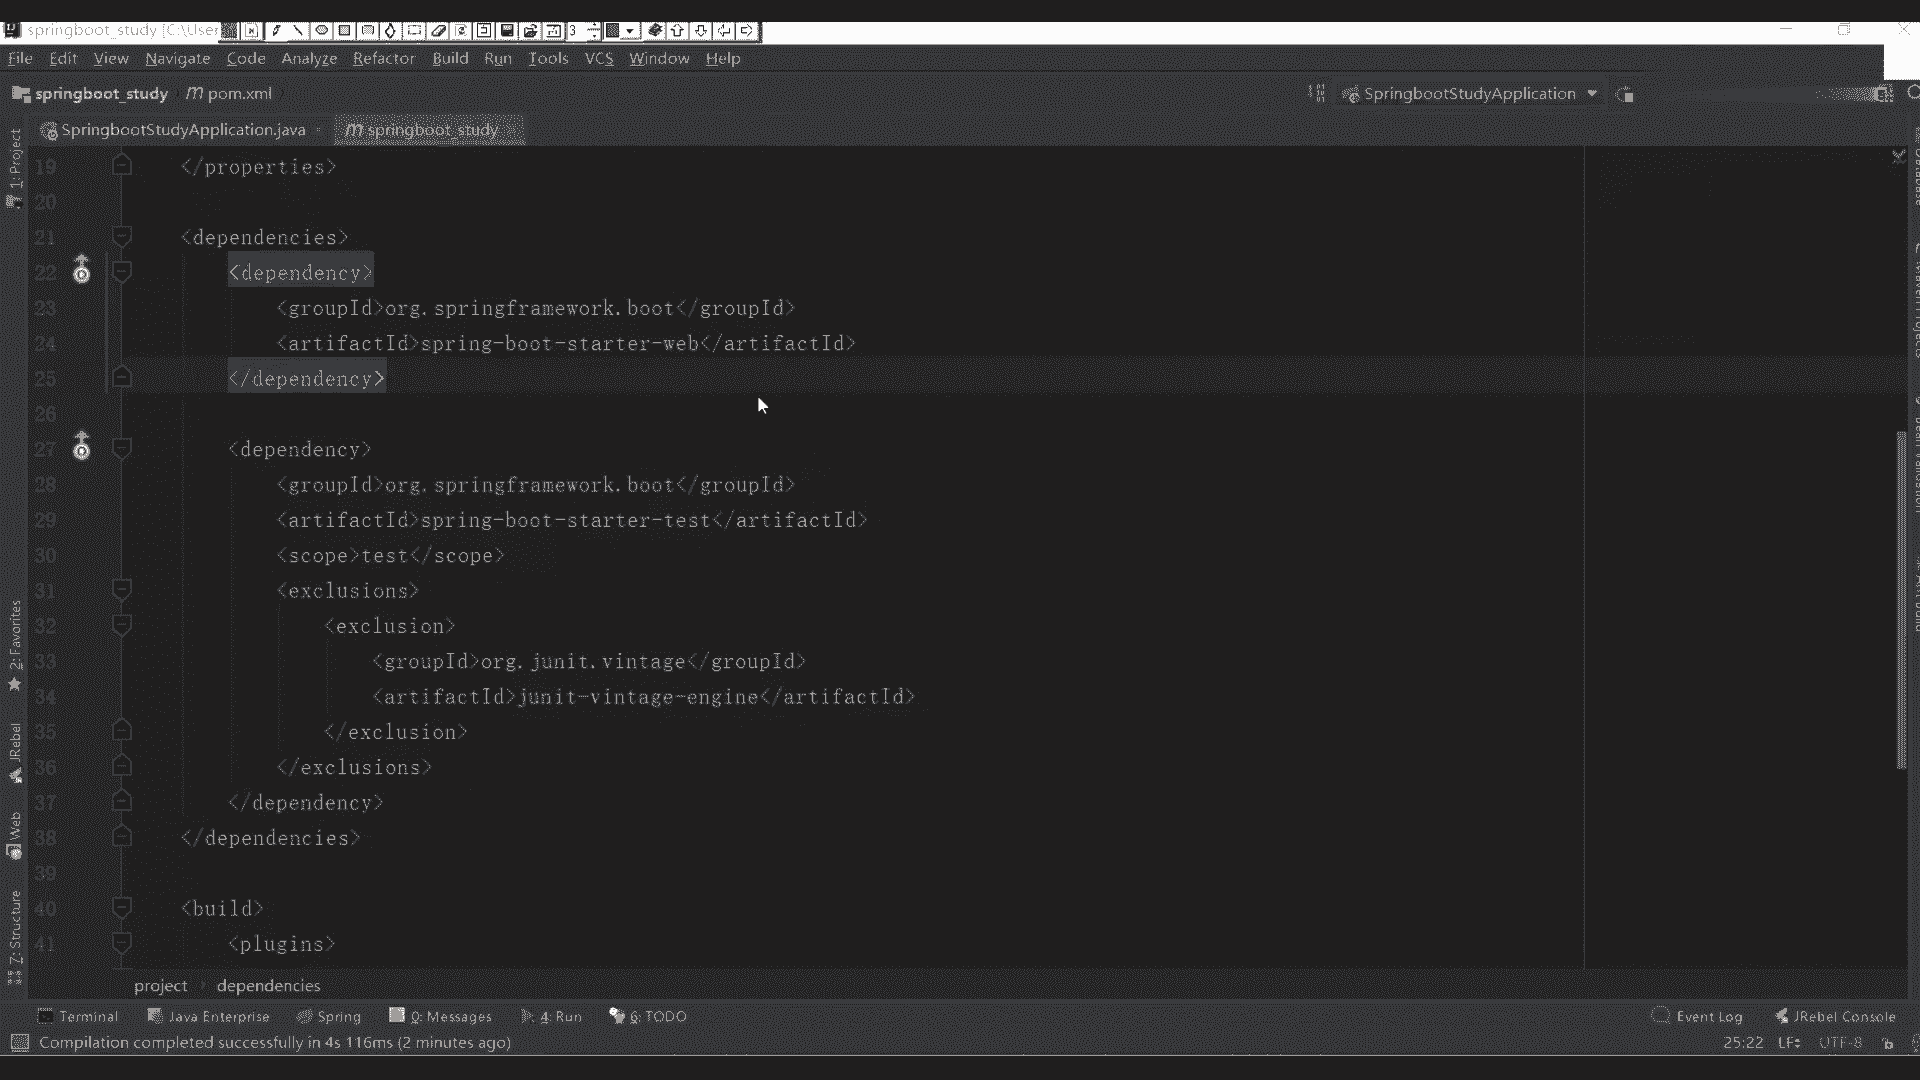 springboot_study [C:\User
3
File Edit View Navigate Code Analyze Refactor Build Run Tools VCS Window Help
springboot_study m pom.xml SpringbootStudyApplication
SpringbootStudyApplication.java m springboot_study
1: Project
2: Favorites
JRebel
Web
Z: Structure
19 </properties>
20
21 <dependencies>
22 <dependency>
23 <groupId>org.springframework.boot</groupId>
24 <artifactId>spring-boot-starter-web</artifactId>
25 </dependency>
26
27 <dependency>
28 <groupId>org.springframework.boot</groupId>
29 <artifactId>spring-boot-starter-test</artifactId>
30 <scope>test</scope>
31 <exclusions>
32 <exclusion>
33 <groupId>org.junit.vintage</groupId>
34 <artifactId>junit-vintage-engine</artifactId>
35 </exclusion>
36 </exclusions>
37 </dependency>
38 </dependencies>
39
40 <build>
41 <plugins>
project dependencies
Terminal Java Enterprise Spring 0: Messages 4: Run 6: TODO Event Log JRebel Console
Compilation completed successfully in 4s 116ms (2 minutes ago) 25:22 LF UTF-8